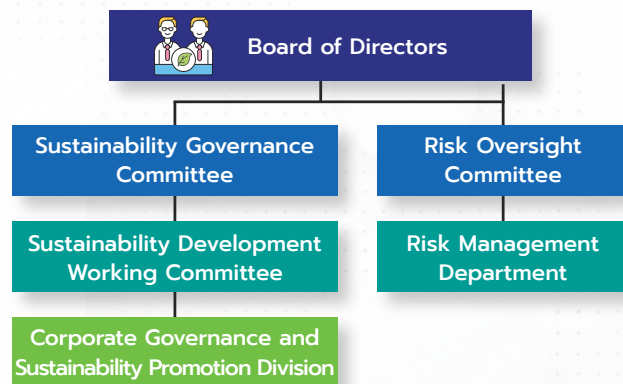 Board of Directors
Sustainability Governance
Committee
Risk Oversight
Committee
Sustainability Development
Working Committee
Risk Management
Department
Corporate Governance and
Sustainability Promotion Division